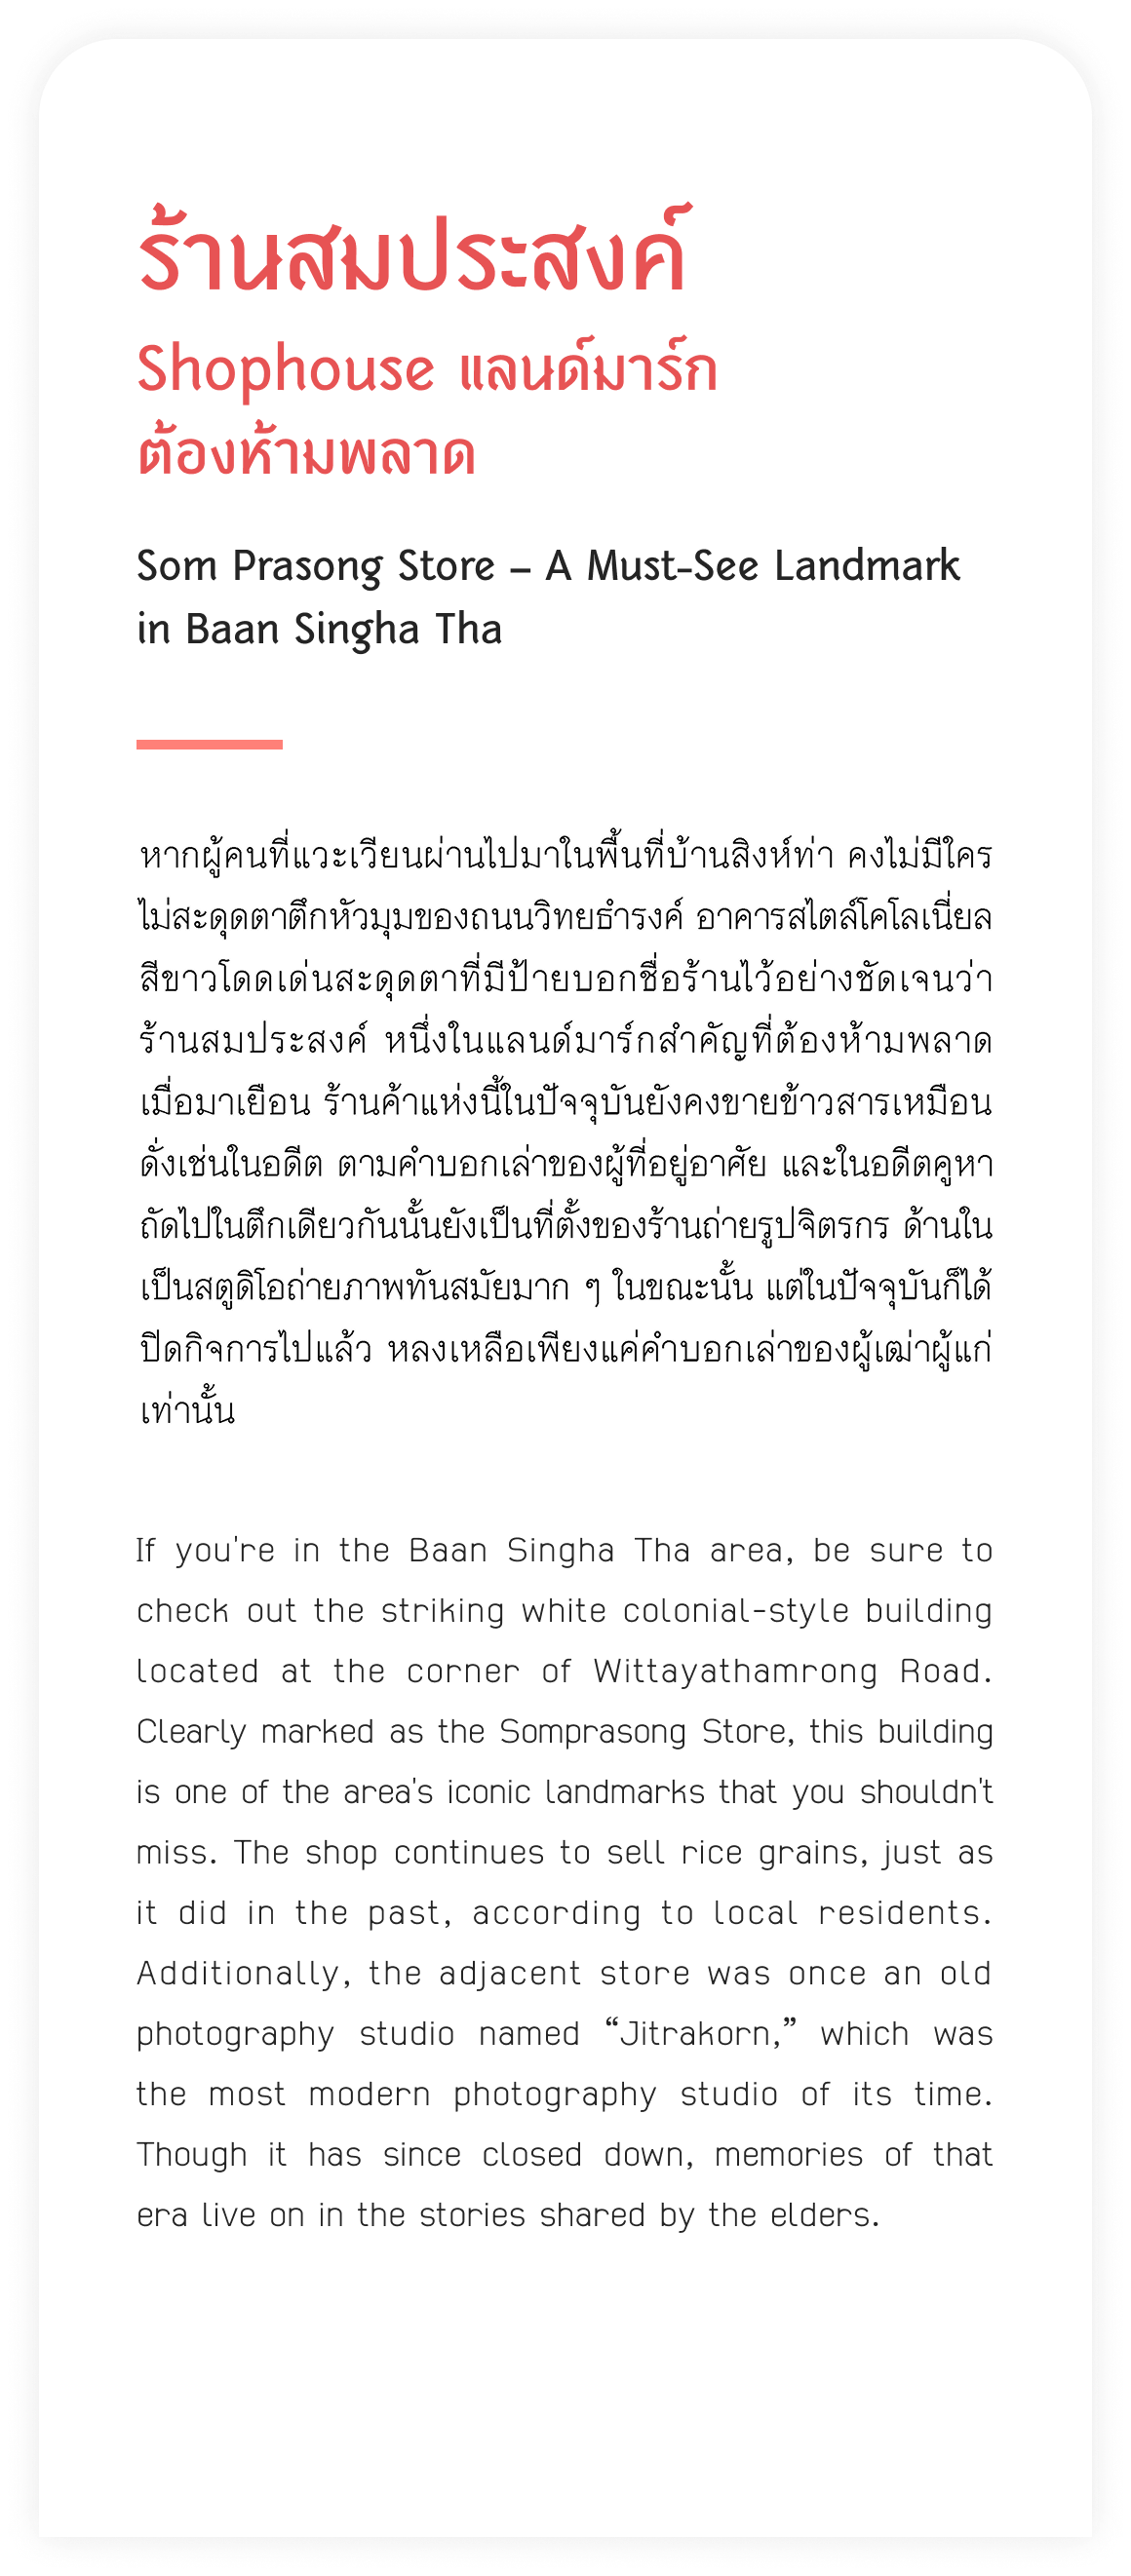 ร้านสมประสงค์
Shophouse แลนด์มาร์ก
ต้องห้ามพลาด
Som Prasong Store – A Must-See Landmark
in Baan Singha Tha
หากผู้คนที่แวะเวียนผ่านไปมาในพื้นที่บ้านสิงห์ท่า คงไม่มีใคร
ไม่สะดุดตาตึกหัวมุมของถนนวิทยธำรงค์ อาคารสไตล์โคโลเนี่ยล
สีขาวโดดเด่นสะดุดตาที่มีป้ายบอกชื่อร้านไว้อย่างชัดเจนว่า
ร้านสมประสงค์ หนึ่งในแลนด์มาร์กสำคัญที่ต้องห้ามพลาด
เมื่อมาเยือน ร้านค้าแห่งนี้ในปัจจุบันยังคงขายข้าวสารเหมือน
ดั่งเช่นในอดีต ตามคำบอกเล่าของผู้ที่อยู่อาศัย และในอดีตคูหา
ถัดไปในตึกเดียวกันนั้นยังเป็นที่ตั้งของร้านถ่ายรูปจิตรกร ด้านใน
เป็นสตูดิโอถ่ายภาพทันสมัยมาก ๆ ในขณะนั้น แต่ในปัจจุบันก็ได้
ปิดกิจการไปแล้ว หลงเหลือเพียงแค่คำบอกเล่าของผู้เฒ่าผู้แก่
เท่านั้น
If you're in the Baan Singha Tha area, be sure to
check out the striking white colonial-style building
located at the corner of Wittayathamrong Road.
Clearly marked as the Somprasong Store, this building
is one of the area's iconic landmarks that you shouldn't
miss. The shop continues to sell rice grains, just as
it did in the past, according to local residents.
Additionally, the adjacent store was once an old
photography studio named “Jitrakorn,” which was
the most modern photography studio of its time.
Though it has since closed down, memories of that
era live on in the stories shared by the elders.